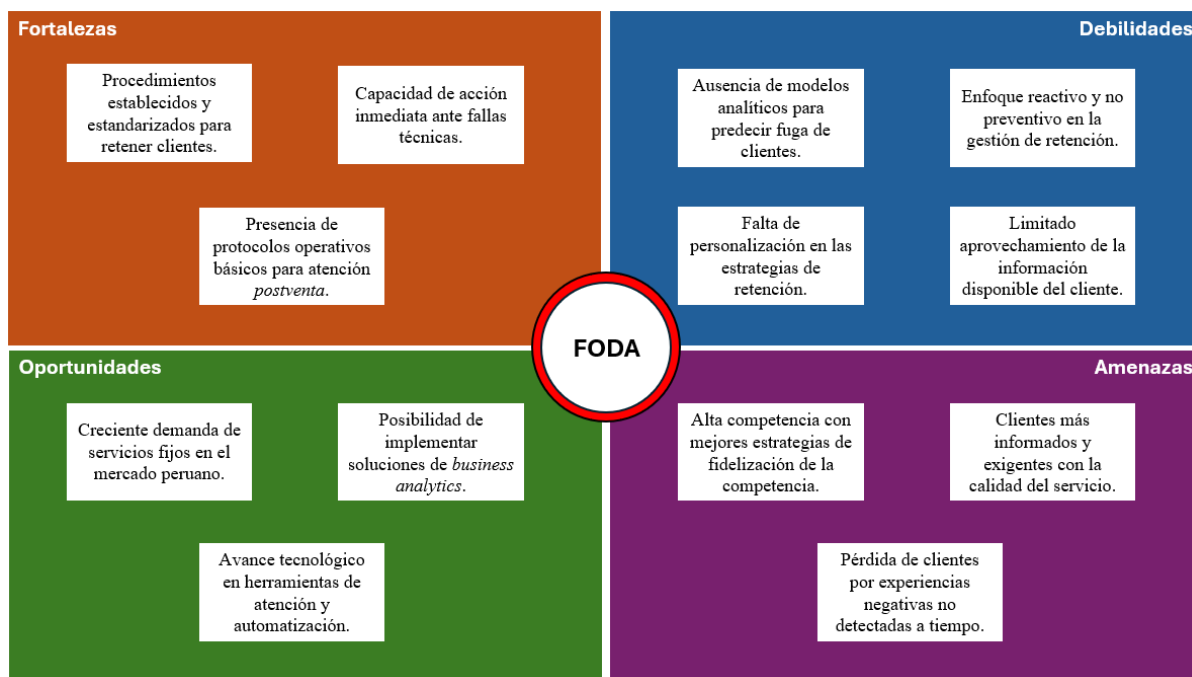 Fortalezas
Procedimientos
establecidos y
estandarizados para
retener clientes.
Capacidad de acción
inmediata ante fallas
técnicas.
Presencia de
protocolos operativos
básicos para atención
postventa.
Debilidades
Ausencia de modelos
analíticos para
predecir fuga de
clientes.
Enfoque reactivo y no
preventivo en la
gestión de retención.
Falta de
personalización en las
estrategias de
retención.
Limitado
aprovechamiento de la
información
disponible del cliente.
FODA
Oportunidades
Creciente demanda de
servicios fijos en el
mercado peruano.
Posibilidad de
implementar
soluciones de business
analytics.
Avance tecnológico
en herramientas de
atención y
automatización.
Amenazas
Alta competencia con
mejores estrategias de
fidelización de la
competencia.
Clientes más
informados y
exigentes con la
calidad del servicio.
Pérdida de clientes
por experiencias
negativas no
detectadas a tiempo.